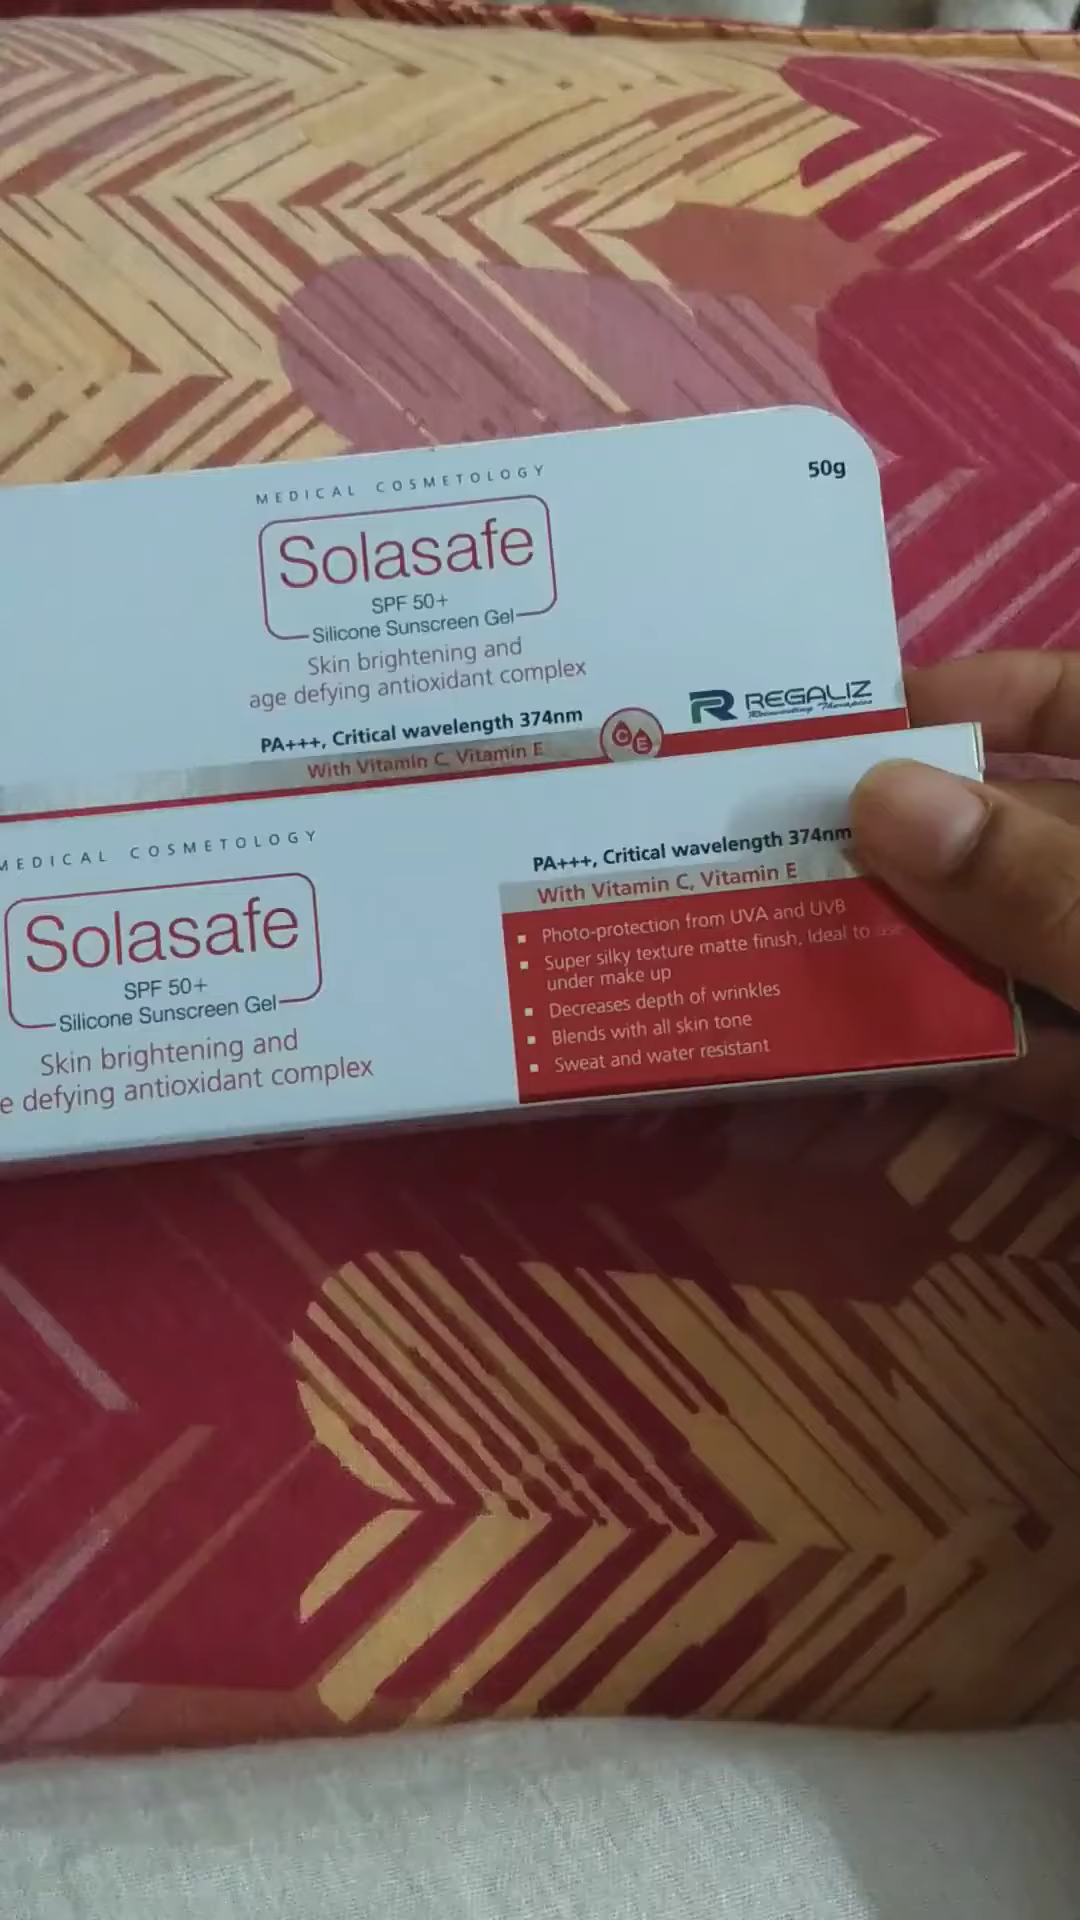 MEDICAL COSMETOLOGY
50g
Solasafe
SPF 50+
Silicone Sunscreen Gel
Skin brightening and
age defying antioxidant complex
PA+++, Critical wavelength 374nm
With Vitamin C, Vitamin E
C E
REGALIZ
MEDICAL COSMETOLOGY
Solasafe
SPF 50+
Silicone Sunscreen Gel
Skin brightening and
e defying antioxidant complex
PA+++, Critical wavelength 374nm
With Vitamin C, Vitamin E
▪ Photo-protection from UVA and UVB
▪ Super silky texture matte finish, Ideal to use
under make up
▪ Decreases depth of wrinkles
▪ Blends with all skin tone
▪ Sweat and water resistant